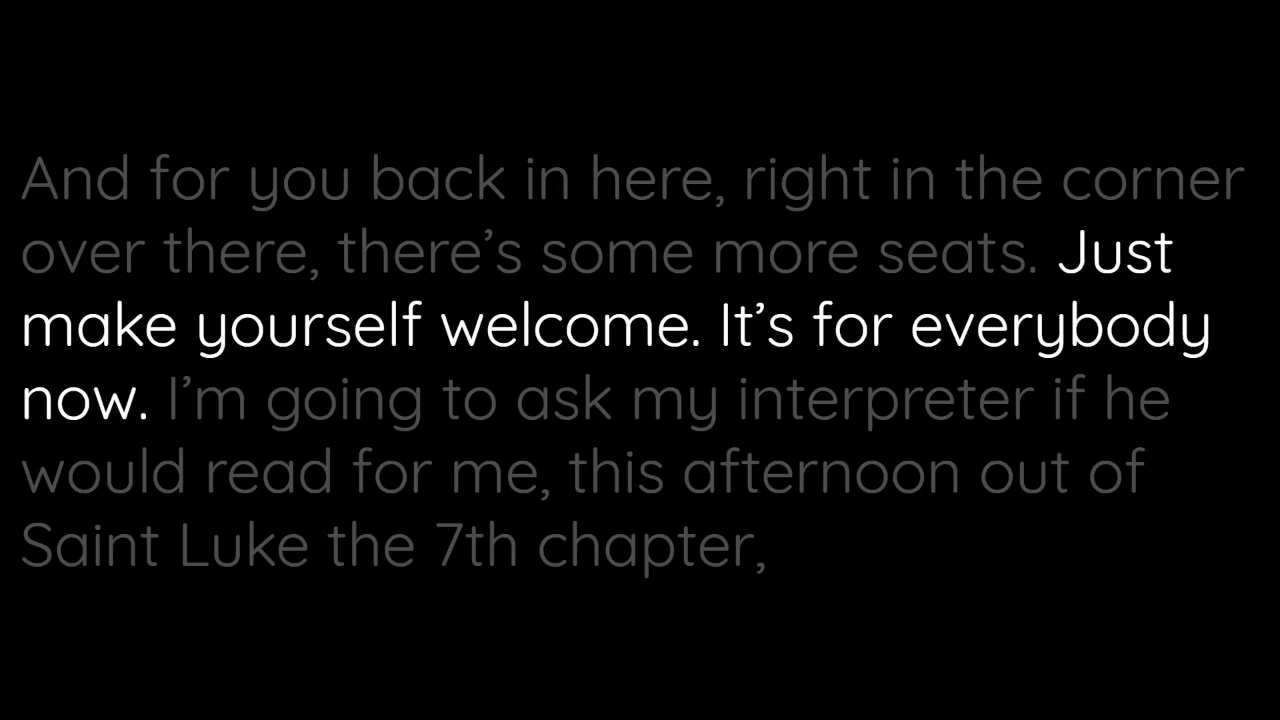 And for you back in here, right in the corner
over there, there’s some more seats. Just
make yourself welcome. It’s for everybody
now. I’m going to ask my interpreter if he
would read for me, this afternoon out of
Saint Luke the 7th chapter,